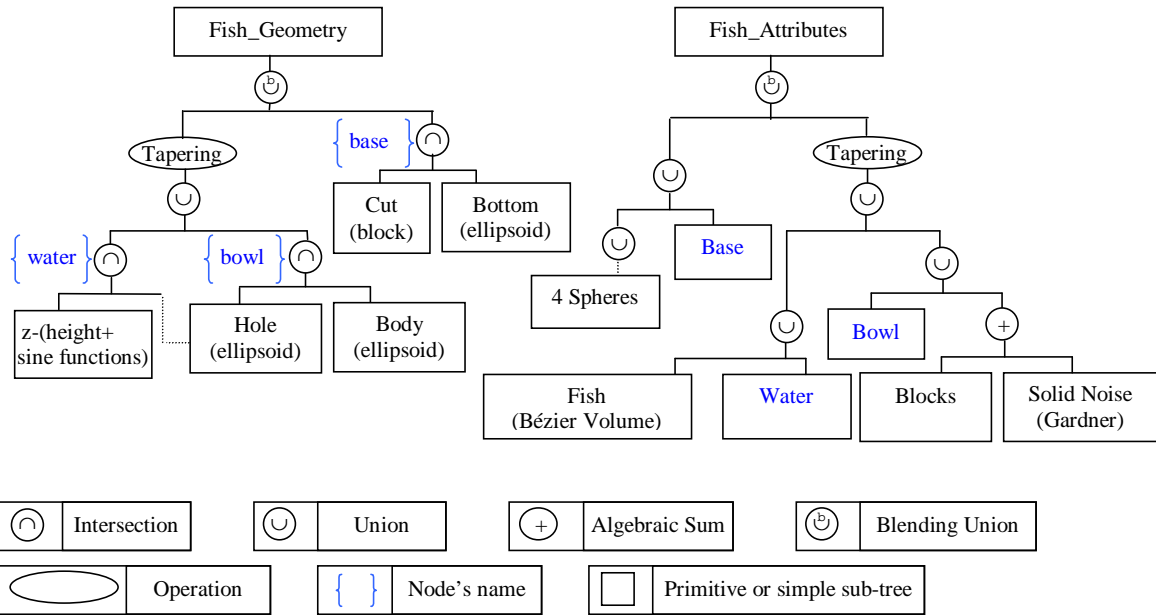 Fish_Geometry
Fish_Attributes
b
b
Tapering
{ base }
∩
Tapering
∪
∪
∪
Cut
(block)
Bottom
(ellipsoid)
{ water }
∩
{ bowl }
∩
∪
Base
∪
4 Spheres
z-(height+
sine functions)
Hole
(ellipsoid)
Body
(ellipsoid)
∪
Bowl
+
Fish
(Bézier Volume)
Water
Blocks
Solid Noise
(Gardner)
∩ Intersection
∪ Union
+ Algebraic Sum
b Blending Union
Operation
{ } Node's name
Primitive or simple sub-tree